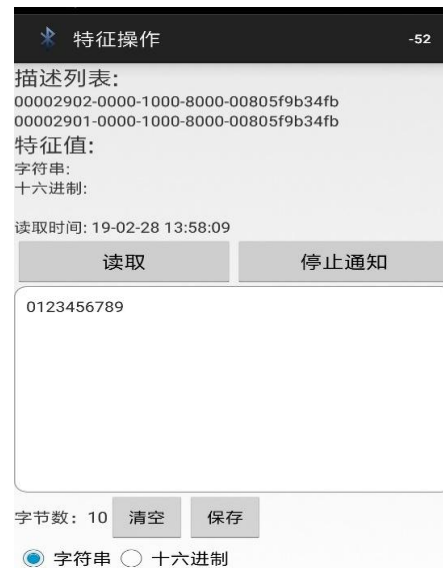 特征操作 -52
描述列表:
00002902-0000-1000-8000-00805f9b34fb
00002901-0000-1000-8000-00805f9b34fb
特征值:
字符串:
十六进制:
读取时间: 19-02-28 13:58:09
读取 停止通知
0123456789
字节数: 10 清空 保存
字符串 十六进制